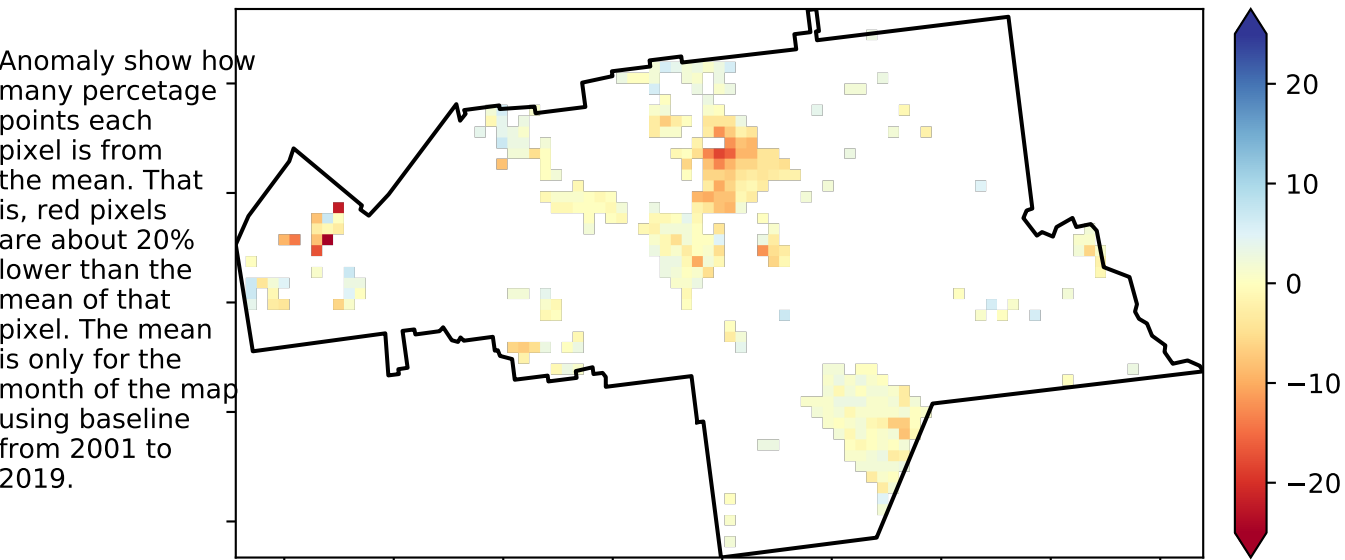 Anomaly show how
many percetage
points each
pixel is from
the mean. That
is, red pixels
are about 20%
lower than the
mean of that
pixel. The mean
is only for the
month of the map
using baseline
from 2001 to
2019.
20
10
0
−10
−20